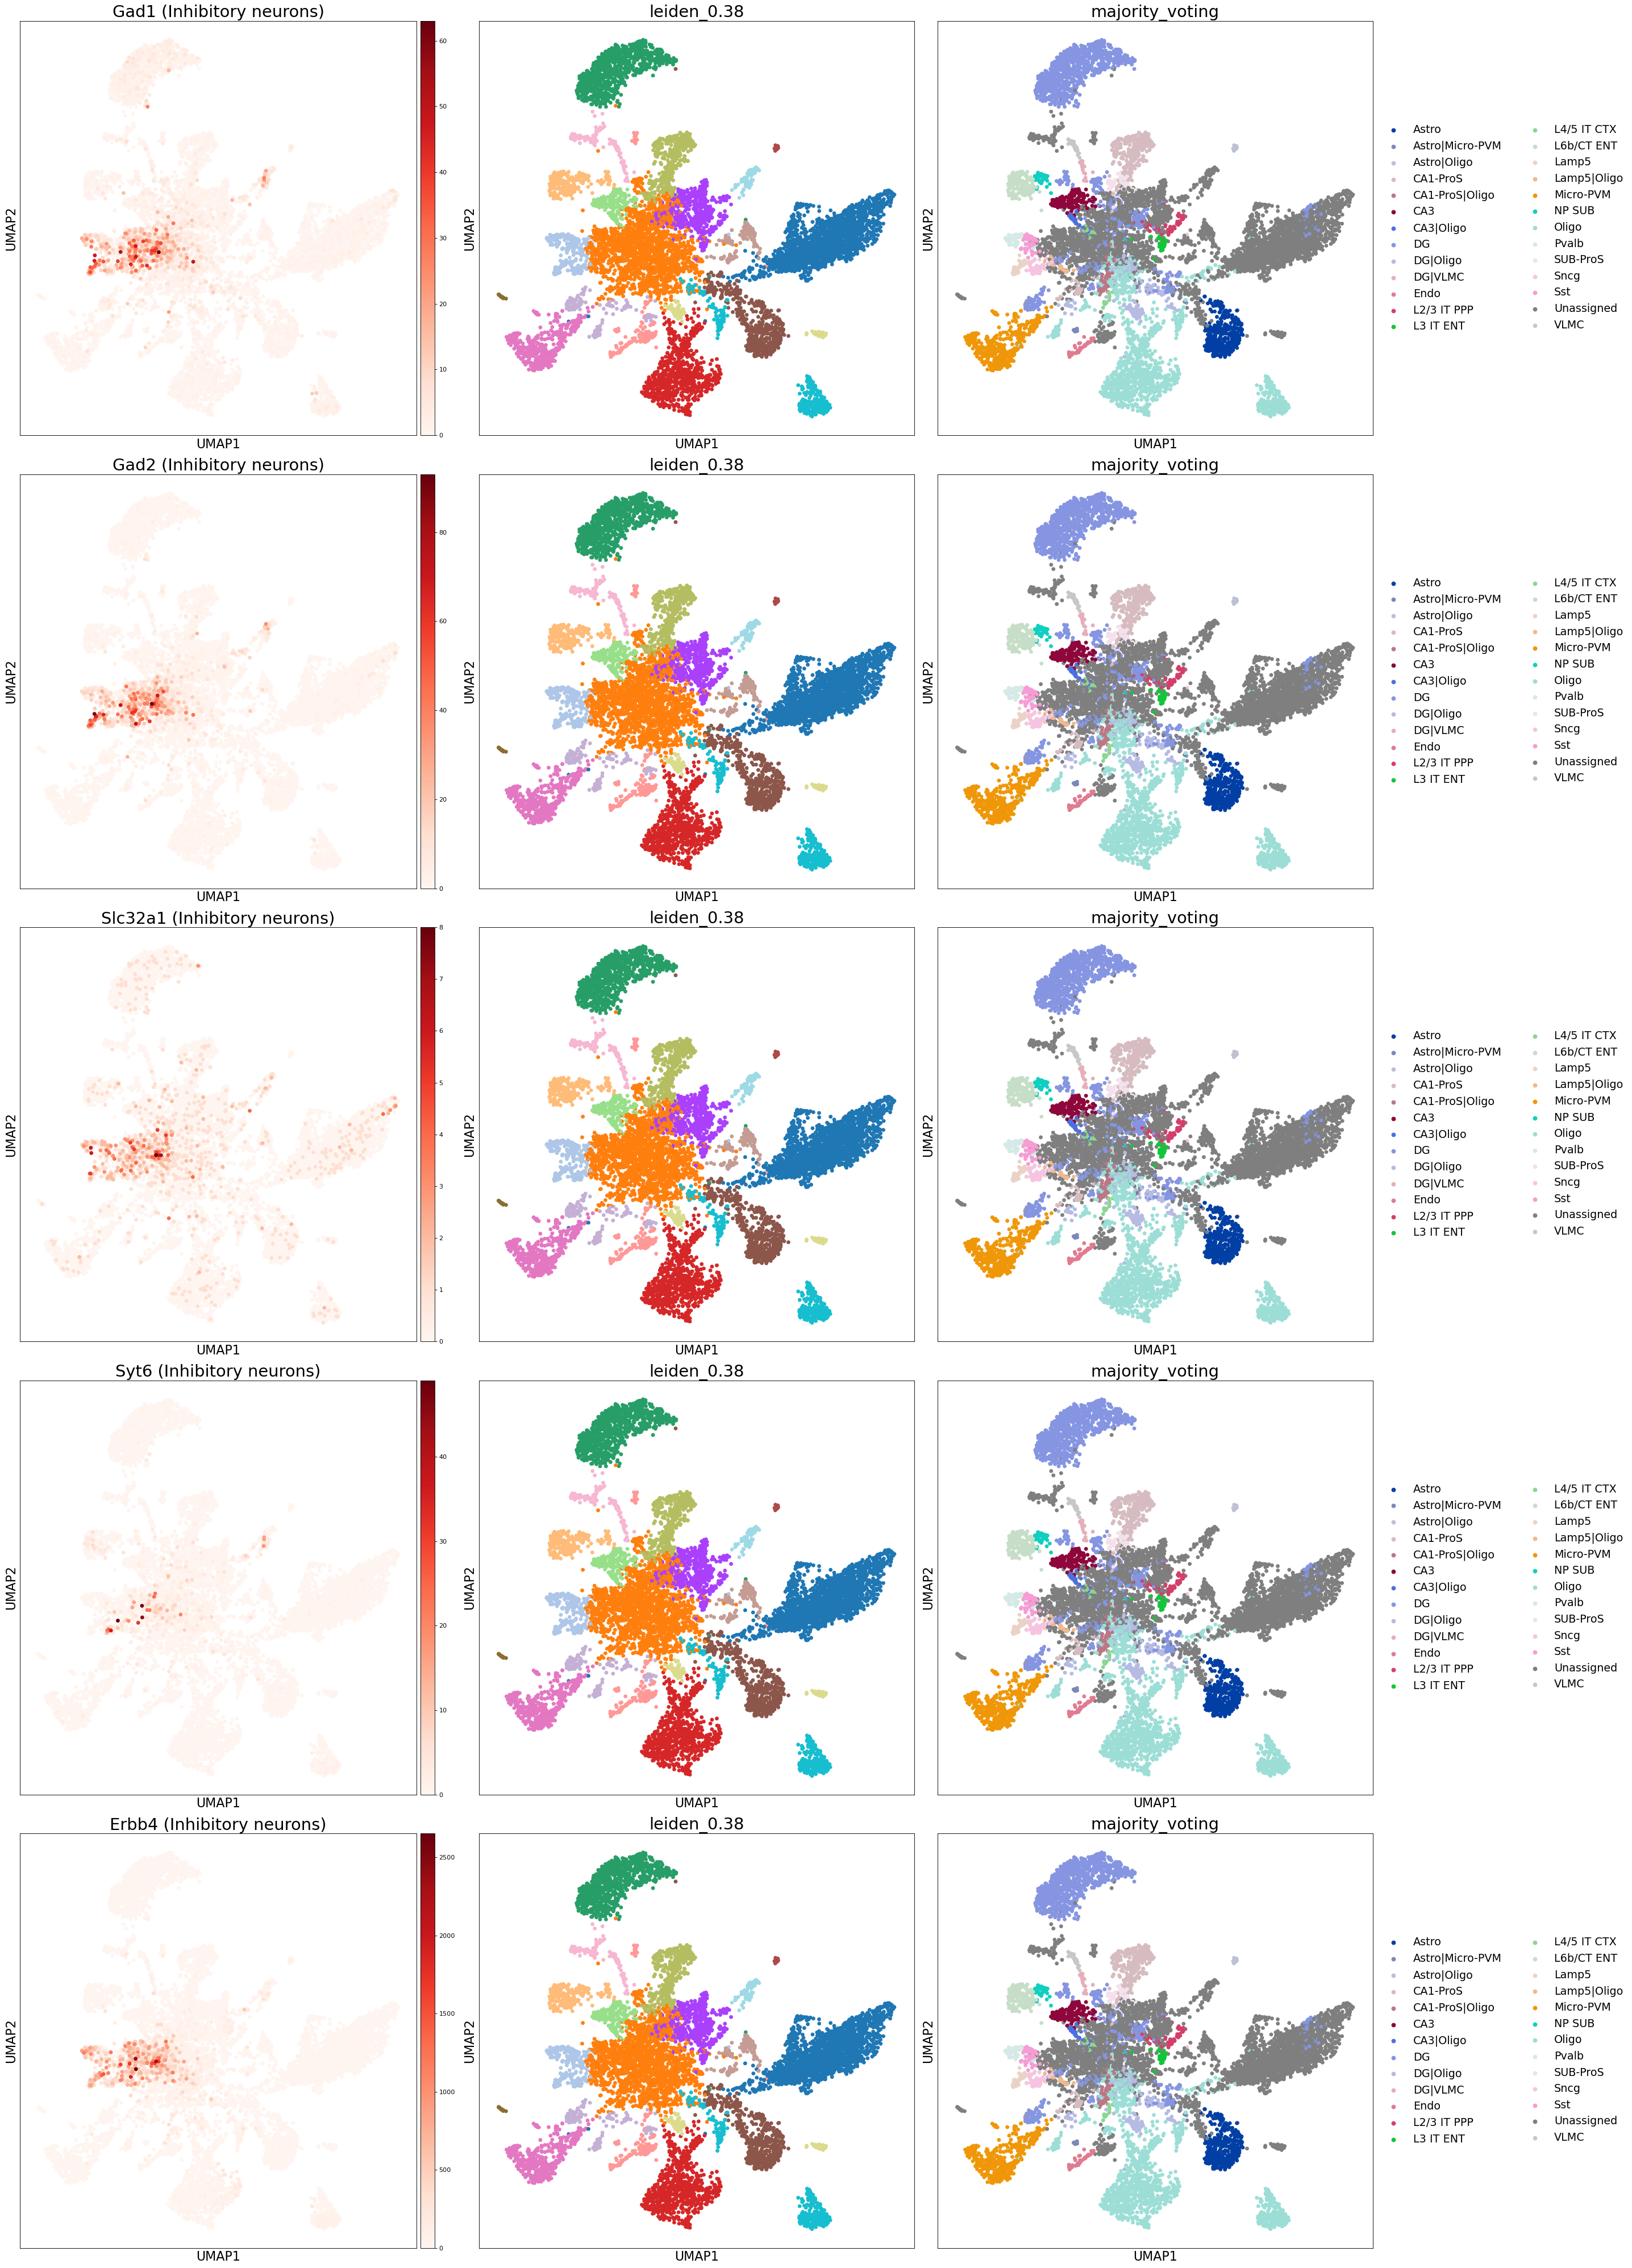 Gad1 (Inhibitory neurons)
leiden_0.38
majority_voting
60
50
40
30
20
10
0
UMAP2
UMAP2
UMAP2
UMAP1
UMAP1
UMAP1
Astro
Astro|Micro-PVM
Astro|Oligo
CA1-ProS
CA1-ProS|Oligo
CA3
CA3|Oligo
DG
DG|Oligo
DG|VLMC
Endo
L2/3 IT PPP
L3 IT ENT
L4/5 IT CTX
L6b/CT ENT
Lamp5
Lamp5|Oligo
Micro-PVM
NP SUB
Oligo
Pvalb
SUB-ProS
Sncg
Sst
Unassigned
VLMC
Gad2 (Inhibitory neurons)
leiden_0.38
majority_voting
80
60
40
20
0
UMAP2
UMAP2
UMAP2
UMAP1
UMAP1
UMAP1
Astro
Astro|Micro-PVM
Astro|Oligo
CA1-ProS
CA1-ProS|Oligo
CA3
CA3|Oligo
DG
DG|Oligo
DG|VLMC
Endo
L2/3 IT PPP
L3 IT ENT
L4/5 IT CTX
L6b/CT ENT
Lamp5
Lamp5|Oligo
Micro-PVM
NP SUB
Oligo
Pvalb
SUB-ProS
Sncg
Sst
Unassigned
VLMC
Slc32a1 (Inhibitory neurons)
leiden_0.38
majority_voting
8
7
6
5
4
3
2
1
0
UMAP2
UMAP2
UMAP2
UMAP1
UMAP1
UMAP1
Astro
Astro|Micro-PVM
Astro|Oligo
CA1-ProS
CA1-ProS|Oligo
CA3
CA3|Oligo
DG
DG|Oligo
DG|VLMC
Endo
L2/3 IT PPP
L3 IT ENT
L4/5 IT CTX
L6b/CT ENT
Lamp5
Lamp5|Oligo
Micro-PVM
NP SUB
Oligo
Pvalb
SUB-ProS
Sncg
Sst
Unassigned
VLMC
Syt6 (Inhibitory neurons)
leiden_0.38
majority_voting
40
30
20
10
0
UMAP2
UMAP2
UMAP2
UMAP1
UMAP1
UMAP1
Astro
Astro|Micro-PVM
Astro|Oligo
CA1-ProS
CA1-ProS|Oligo
CA3
CA3|Oligo
DG
DG|Oligo
DG|VLMC
Endo
L2/3 IT PPP
L3 IT ENT
L4/5 IT CTX
L6b/CT ENT
Lamp5
Lamp5|Oligo
Micro-PVM
NP SUB
Oligo
Pvalb
SUB-ProS
Sncg
Sst
Unassigned
VLMC
Erbb4 (Inhibitory neurons)
leiden_0.38
majority_voting
2500
2000
1500
1000
500
0
UMAP2
UMAP2
UMAP2
UMAP1
UMAP1
UMAP1
Astro
Astro|Micro-PVM
Astro|Oligo
CA1-ProS
CA1-ProS|Oligo
CA3
CA3|Oligo
DG
DG|Oligo
DG|VLMC
Endo
L2/3 IT PPP
L3 IT ENT
L4/5 IT CTX
L6b/CT ENT
Lamp5
Lamp5|Oligo
Micro-PVM
NP SUB
Oligo
Pvalb
SUB-ProS
Sncg
Sst
Unassigned
VLMC